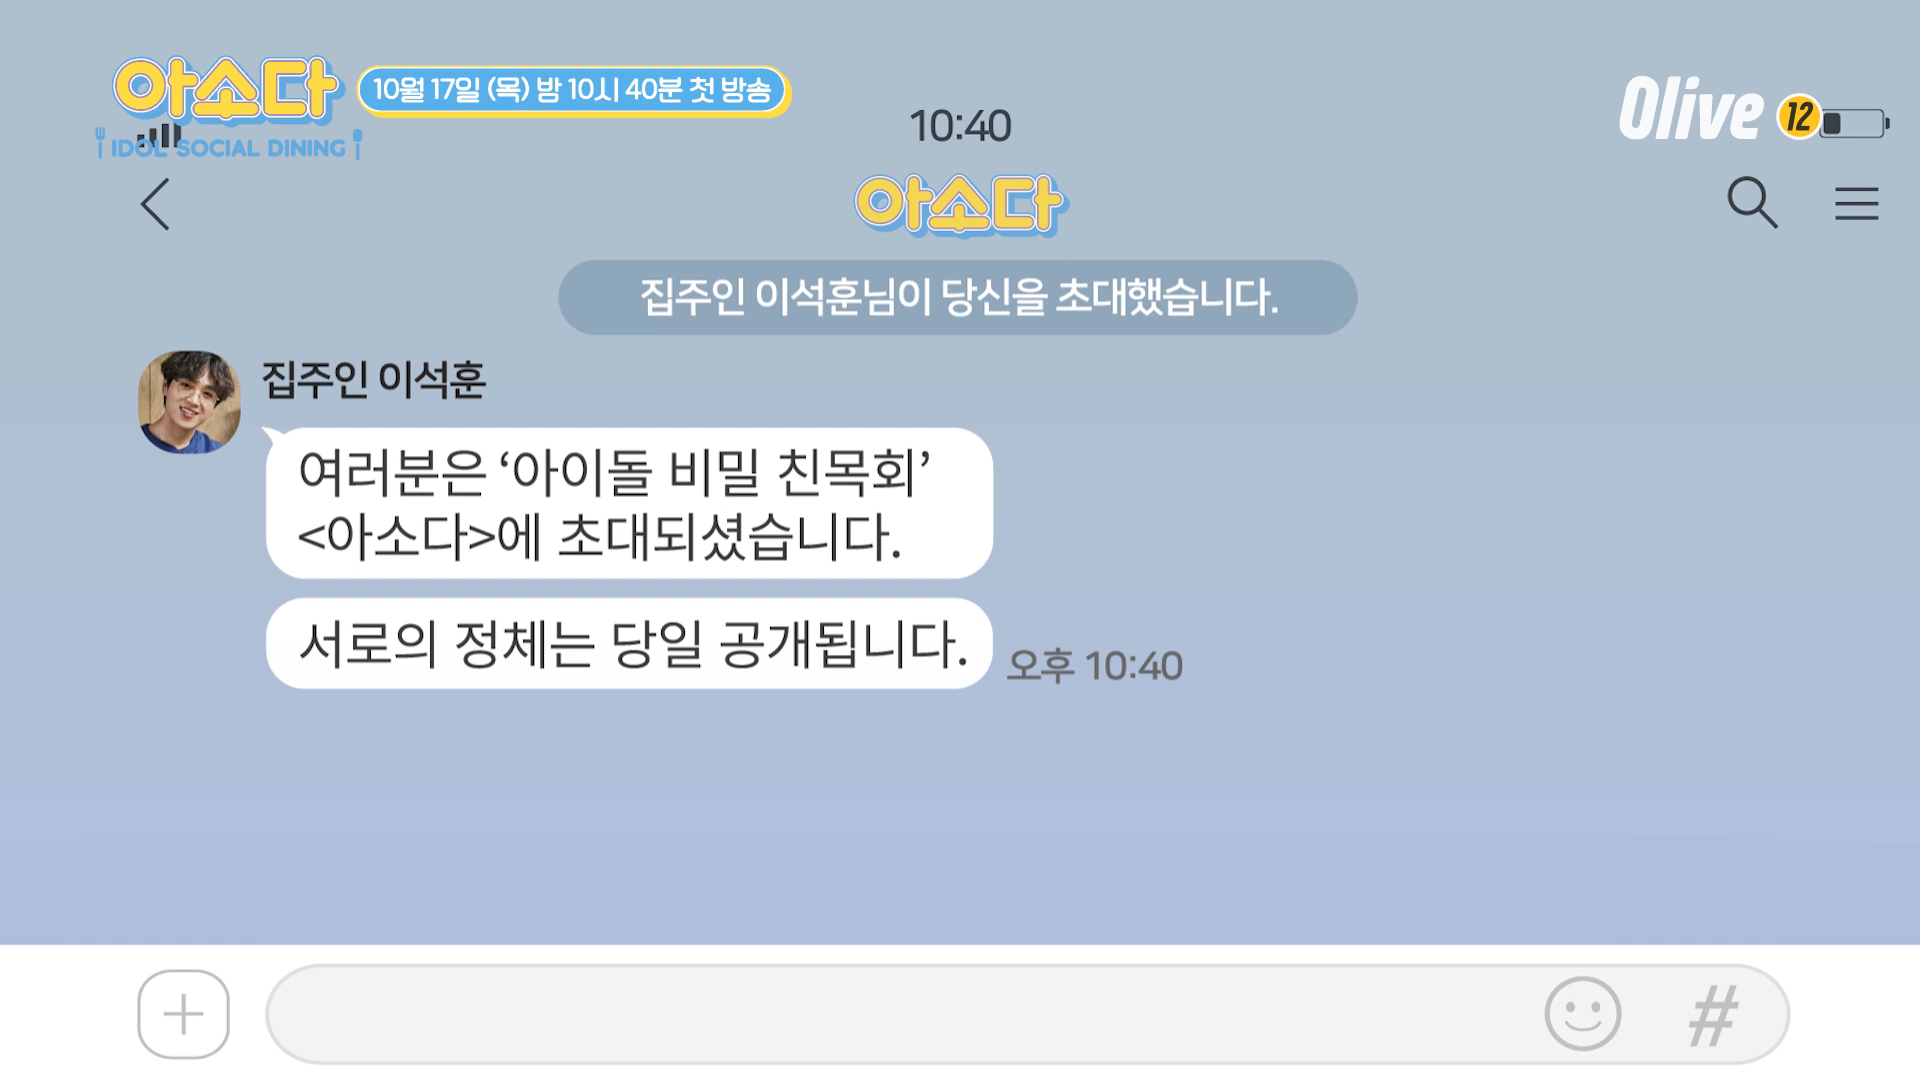 아소다
10월 17일 (목) 밤 10시 40분 첫 방송
IDOL SOCIAL DINING
10:40
Olive 12
아소다
집주인 이석훈님이 당신을 초대했습니다.
집주인 이석훈
여러분은 ‘아이돌 비밀 친목회’
<아소다>에 초대되셨습니다.
서로의 정체는 당일 공개됩니다.
오후 10:40
#